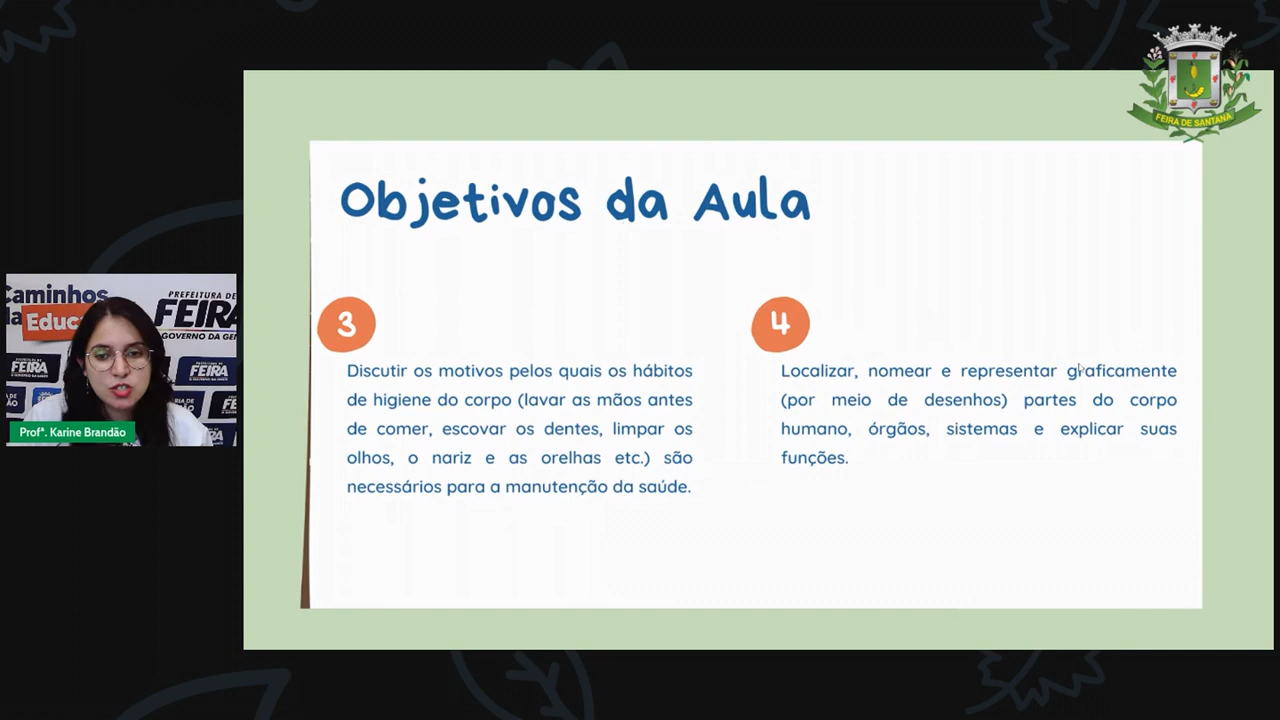 FEIRA DE SANTANA
Objetivos da Aula
3
Discutir os motivos pelos quais os hábitos
de higiene do corpo (lavar as mãos antes
de comer, escovar os dentes, limpar os
olhos, o nariz e as orelhas etc.) são
necessários para a manutenção da saúde.
4
Localizar, nomear e representar graficamente
(por meio de desenhos) partes do corpo
humano, órgãos, sistemas e explicar suas
funções.
Caminhos
da Educa
PREFEITURA DE
FEIRA
GOVERNO DA GEN
FEIRA
FEIRA
Profª. Karine Brandão